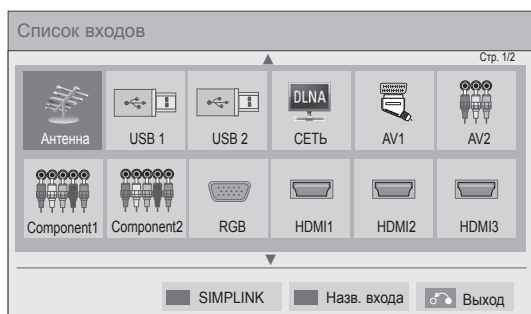 Список входов
Стр. 1/2
Антенна USB 1 USB 2 DLNA СЕТЬ AV1 AV2
Component1 Component2 RGB HDMI1 HDMI2 HDMI3
SIMPLINK Назв. входа Выход